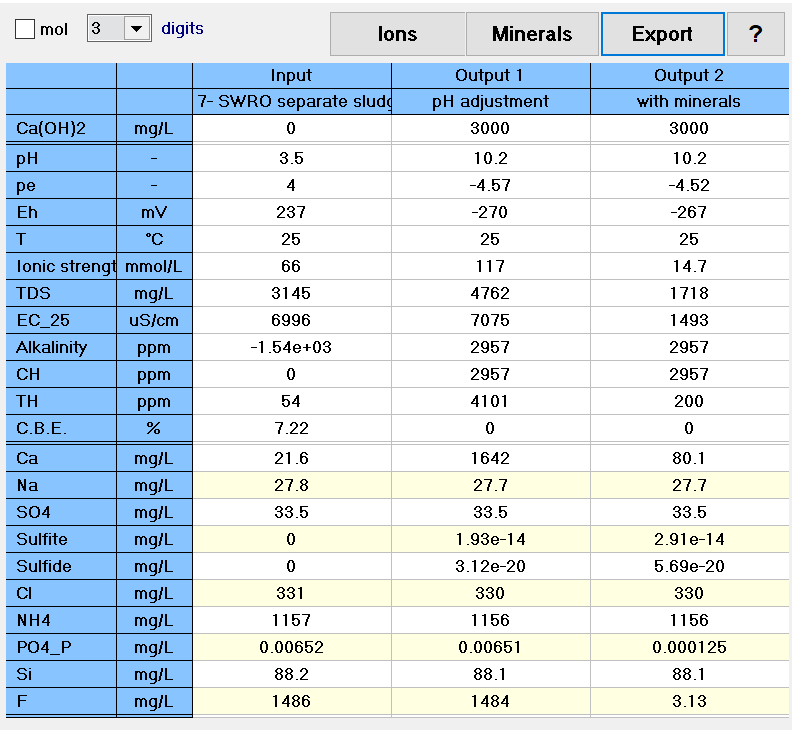 mol 3 digits Ions Minerals Export ?
Input Output 1 Output 2
7- SWRO separate sludg pH adjustment with minerals
Ca(OH)2 mg/L 0 3000 3000
pH - 3.5 10.2 10.2
pe - 4 -4.57 -4.52
Eh mV 237 -270 -267
T °C 25 25 25
Ionic strengt mmol/L 66 117 14.7
TDS mg/L 3145 4762 1718
EC_25 uS/cm 6996 7075 1493
Alkalinity ppm -1.54e+03 2957 2957
CH ppm 0 2957 2957
TH ppm 54 4101 200
C.B.E. % 7.22 0 0
Ca mg/L 21.6 1642 80.1
Na mg/L 27.8 27.7 27.7
SO4 mg/L 33.5 33.5 33.5
Sulfite mg/L 0 1.93e-14 2.91e-14
Sulfide mg/L 0 3.12e-20 5.69e-20
Cl mg/L 331 330 330
NH4 mg/L 1157 1156 1156
PO4_P mg/L 0.00652 0.00651 0.000125
Si mg/L 88.2 88.1 88.1
F mg/L 1486 1484 3.13